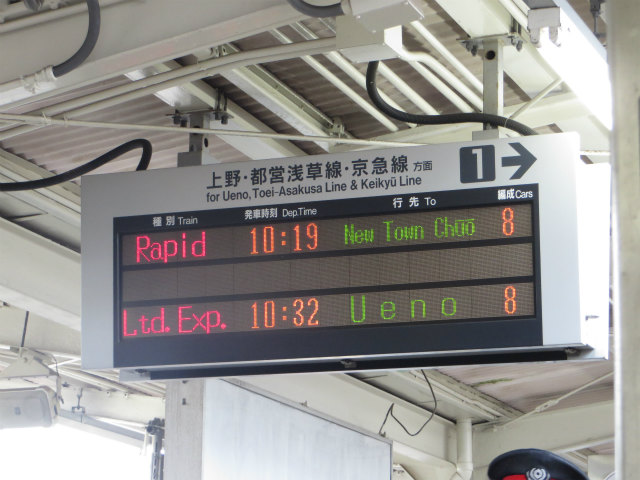 上野・都営浅草線・京急線 方面 1 →
for Ueno, Toei-Asakusa Line & Keikyū Line
種別 Train 発車時刻 Dep.Time 行先 To 編成 Cars
Rapid 10:19 New Town Chūō 8
Ltd. Exp. 10:32 Ueno 8